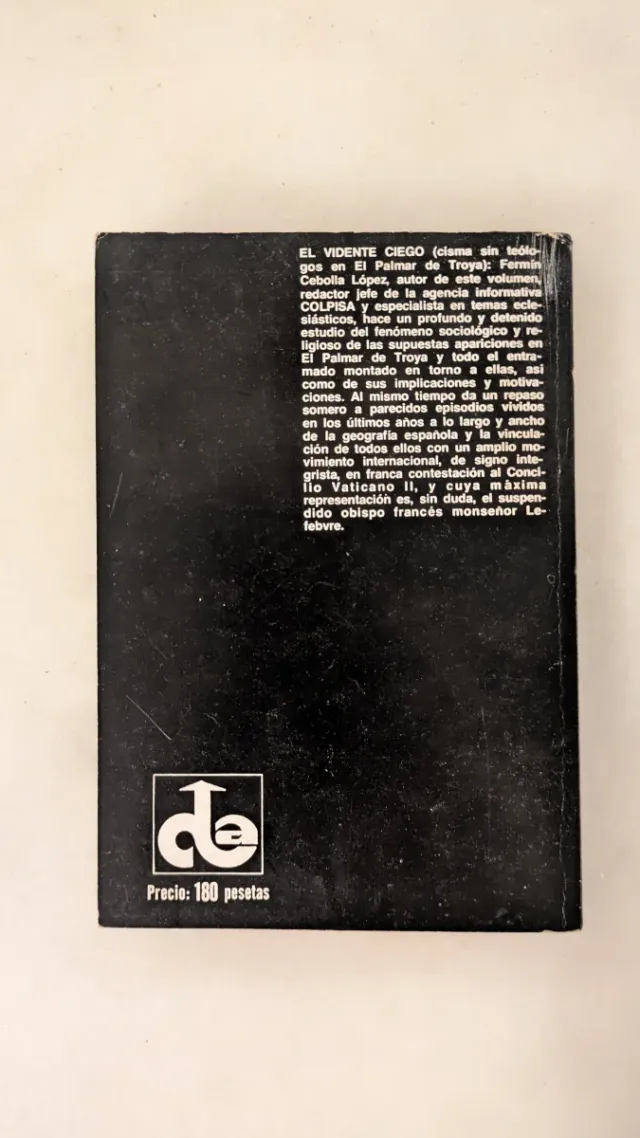 EL VIDENTE CIEGO (cisma sin teólo-
gos en El Palmar de Troya): Fermín
Cebolla López, autor de este volumen,
redactor jefe de la agencia informativa
COLPISA y especialista en temas ecle-
siásticos, hace un profundo y detenido
estudio del fenómeno sociológico y re-
ligioso de las supuestas apariciones en
El Palmar de Troya y todo el entra-
mado montado en torno a ellas, asi
como de sus implicaciones y motiva-
ciones. Al mismo tiempo da un repaso
somero a parecidos episodios vividos
en los últimos años a lo largo y ancho
de la geografía española y la vincula-
ción de todos ellos con un amplio mo-
vimiento internacional, de signo inte-
grista, en franca contestación al Conci-
lio Vaticano II, y cuya máxima
representación es, sin duda, el suspen-
dido obispo francés monseñor Le-
febvre.
Precio: 180 pesetas